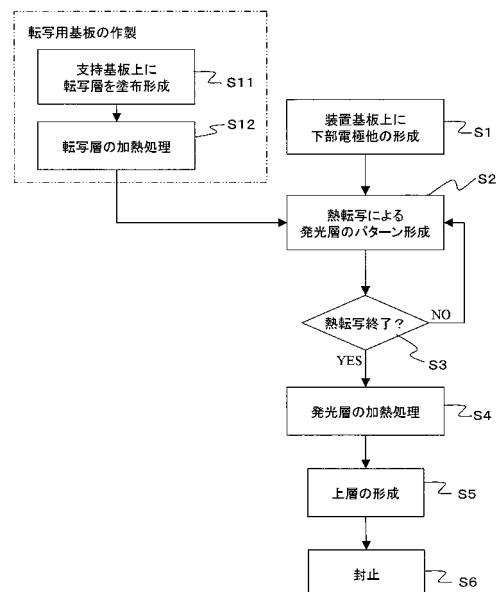 転写用基板の作製
支持基板上に
転写層を塗布形成
S11
転写層の加熱処理
S12
装置基板上に
下部電極他の形成
S1
熱転写による
発光層のパターン形成
S2
熱転写終了？
NO
YES
S3
発光層の加熱処理
S4
上層の形成
S5
封止
S6